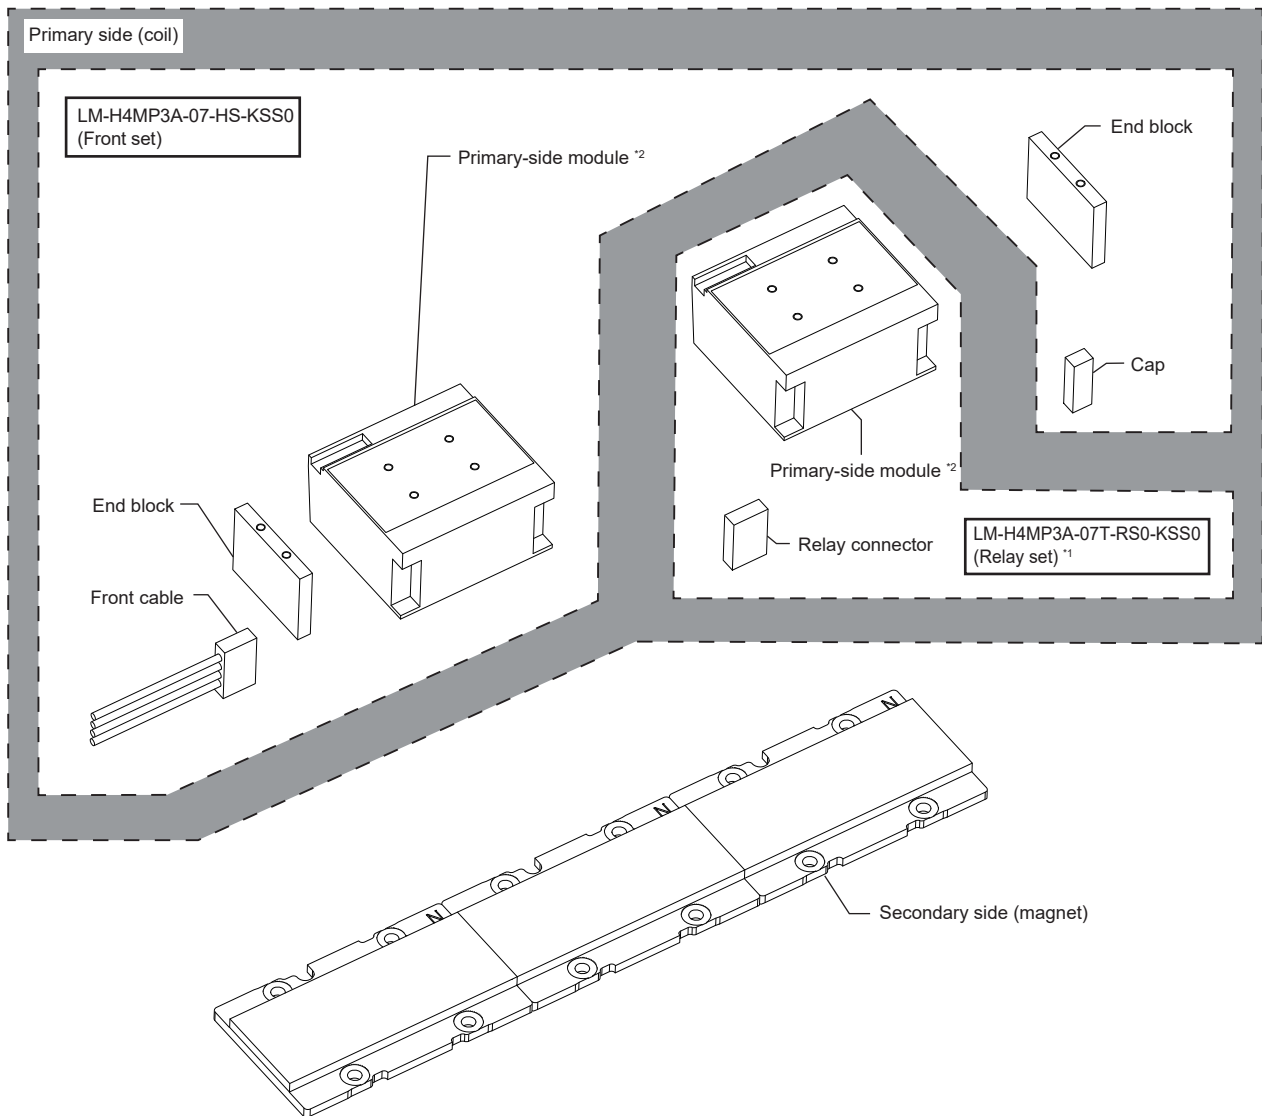 Primary side (coil)
LM-H4MP3A-07-HS-KSS0
(Front set)
Primary-side module *2
End block
Cap
Primary-side module *2
End block
Relay connector
LM-H4MP3A-07T-RS0-KSS0
(Relay set) *1
Front cable
N
N
N
Secondary side (magnet)